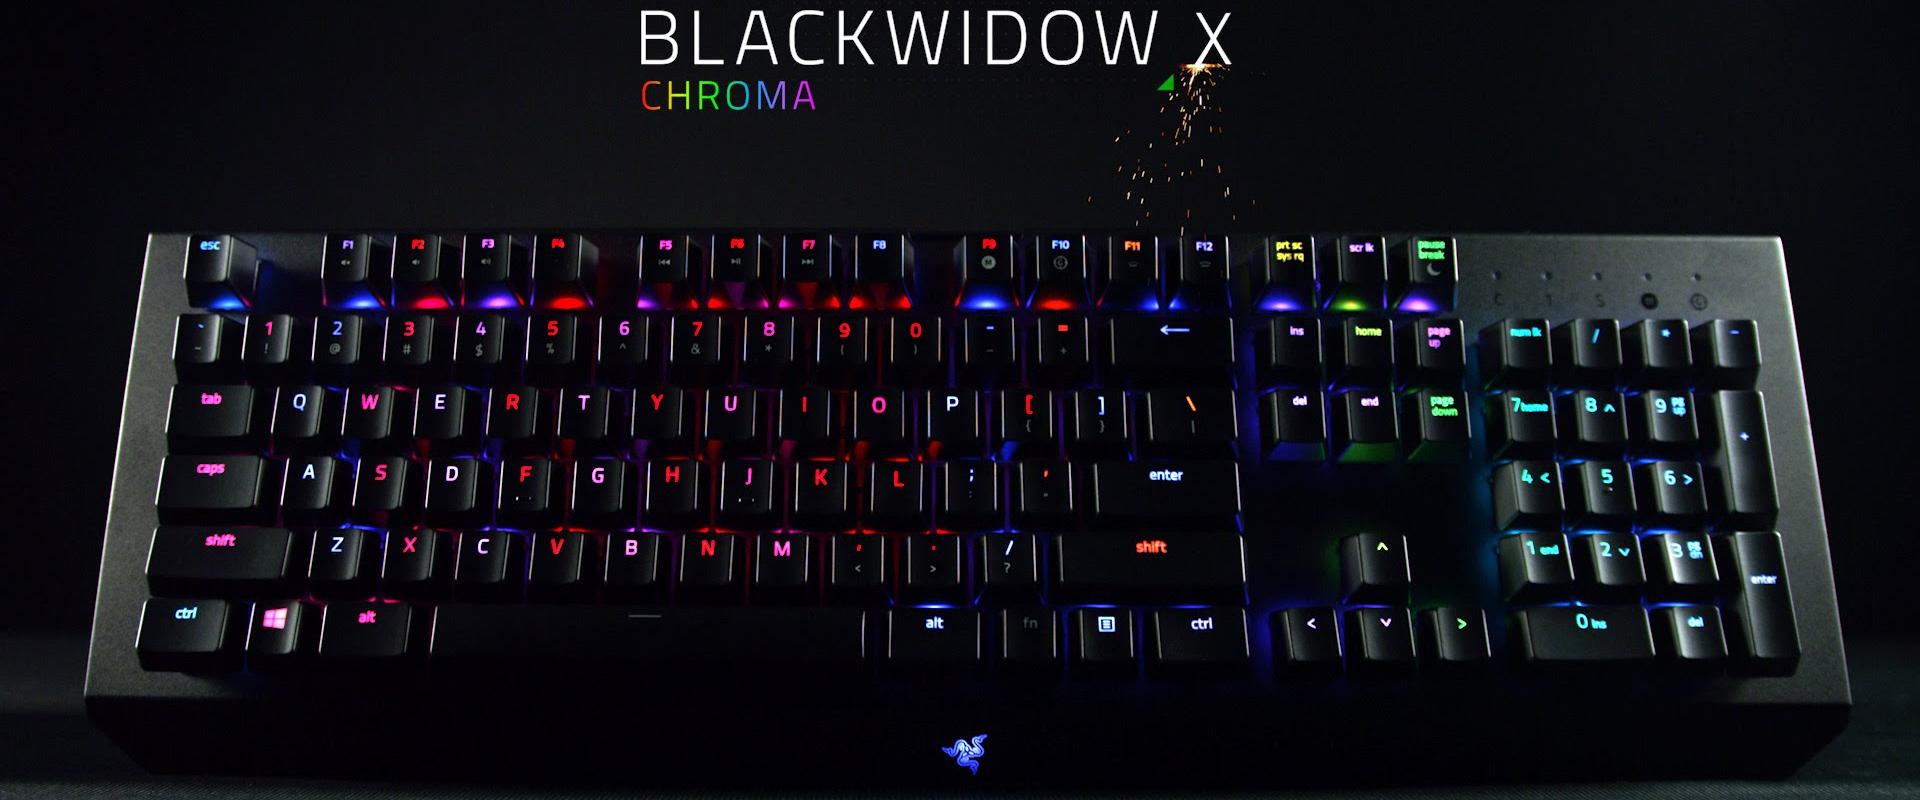 BLACKWIDOW X
CHROMA
esc F1 F2 F3 F4 F5 F6 F7 F8 F9 F10 F11 F12 prt sc sys rq scr lk pause break
` ~ 1 ! 2 @ 3 # 4 $ 5 % 6 ^ 7 & 8 * 9 ( 0 ) - _ = + ← ins home page up num lk / * -
tab Q W E R T Y U I O P [ { ] } \ | del end page down 7 home 8 ^ 9 pg up +
caps A S D F G H J K L ; : ' " enter 4 < 5 6 >
shift Z X C V B N M , < . > / ? shift ^ 1 end 2 v 3 pg dn enter
ctrl alt alt fn ctrl < v > 0 ins del